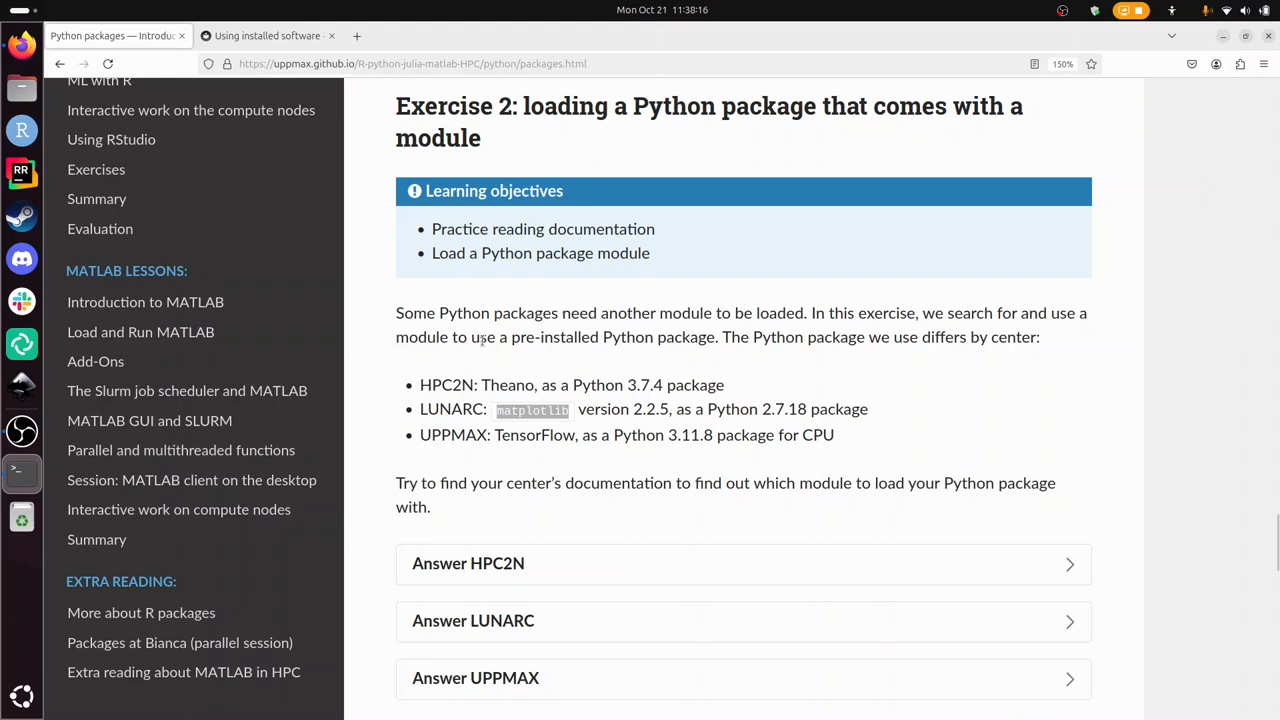 Mon Oct 21 11:38:16
Python packages — Introduc
Using installed software -
https://uppmax.github.io/R-python-julia-matlab-HPC/python/packages.html
150%
ML with R
Interactive work on the compute nodes
Using RStudio
Exercises
Summary
Evaluation
MATLAB LESSONS:
Introduction to MATLAB
Load and Run MATLAB
Add-Ons
The Slurm job scheduler and MATLAB
MATLAB GUI and SLURM
Parallel and multithreaded functions
Session: MATLAB client on the desktop
Interactive work on compute nodes
Summary
EXTRA READING:
More about R packages
Packages at Bianca (parallel session)
Extra reading about MATLAB in HPC
Exercise 2: loading a Python package that comes with a
module
Learning objectives
• Practice reading documentation
• Load a Python package module
Some Python packages need another module to be loaded. In this exercise, we search for and use a
module to use a pre-installed Python package. The Python package we use differs by center:
• HPC2N: Theano, as a Python 3.7.4 package
• LUNARC: matplotlib version 2.2.5, as a Python 2.7.18 package
• UPPMAX: TensorFlow, as a Python 3.11.8 package for CPU
Try to find your center's documentation to find out which module to load your Python package
with.
Answer HPC2N
Answer LUNARC
Answer UPPMAX